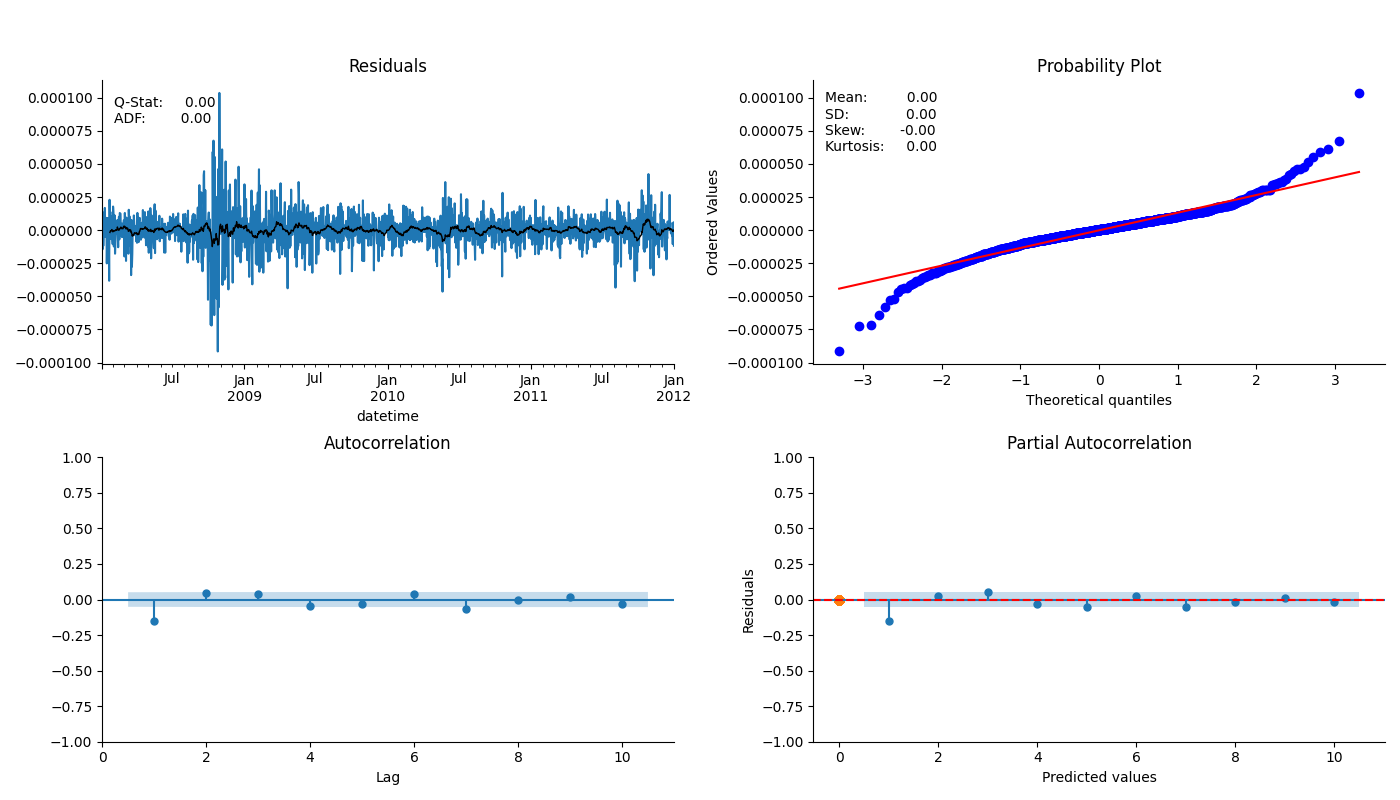 Residuals
0.000100
0.000075
0.000050
0.000025
0.000000
−0.000025
−0.000050
−0.000075
−0.000100
Q-Stat: 0.00
ADF: 0.00
Jul Jan Jul Jan Jul Jan Jul Jan
2009 2010 2011 2012
datetime
Probability Plot
Ordered Values
0.000100
0.000075
0.000050
0.000025
0.000000
−0.000025
−0.000050
−0.000075
−0.000100
Mean: 0.00
SD: 0.00
Skew: -0.00
Kurtosis: 0.00
−3 −2 −1 0 1 2 3
Theoretical quantiles
Autocorrelation
1.00
0.75
0.50
0.25
0.00
−0.25
−0.50
−0.75
−1.00
0 2 4 6 8 10
Lag
Partial Autocorrelation
Residuals
1.00
0.75
0.50
0.25
0.00
−0.25
−0.50
−0.75
−1.00
0 2 4 6 8 10
Predicted values